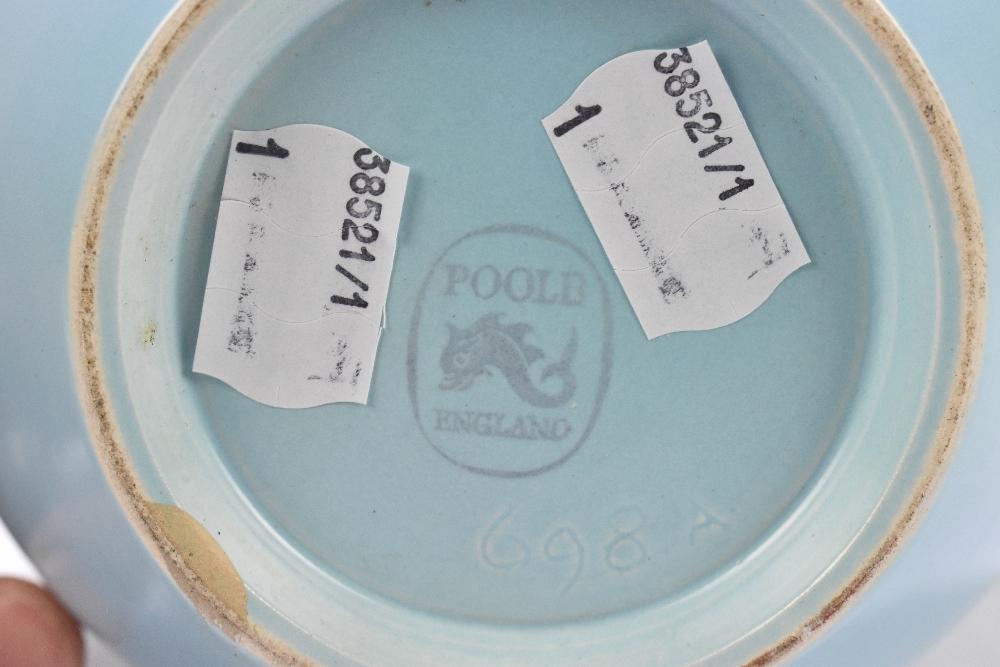 1
38521/1
1
38521/1
POOLE
ENGLAND
698 A